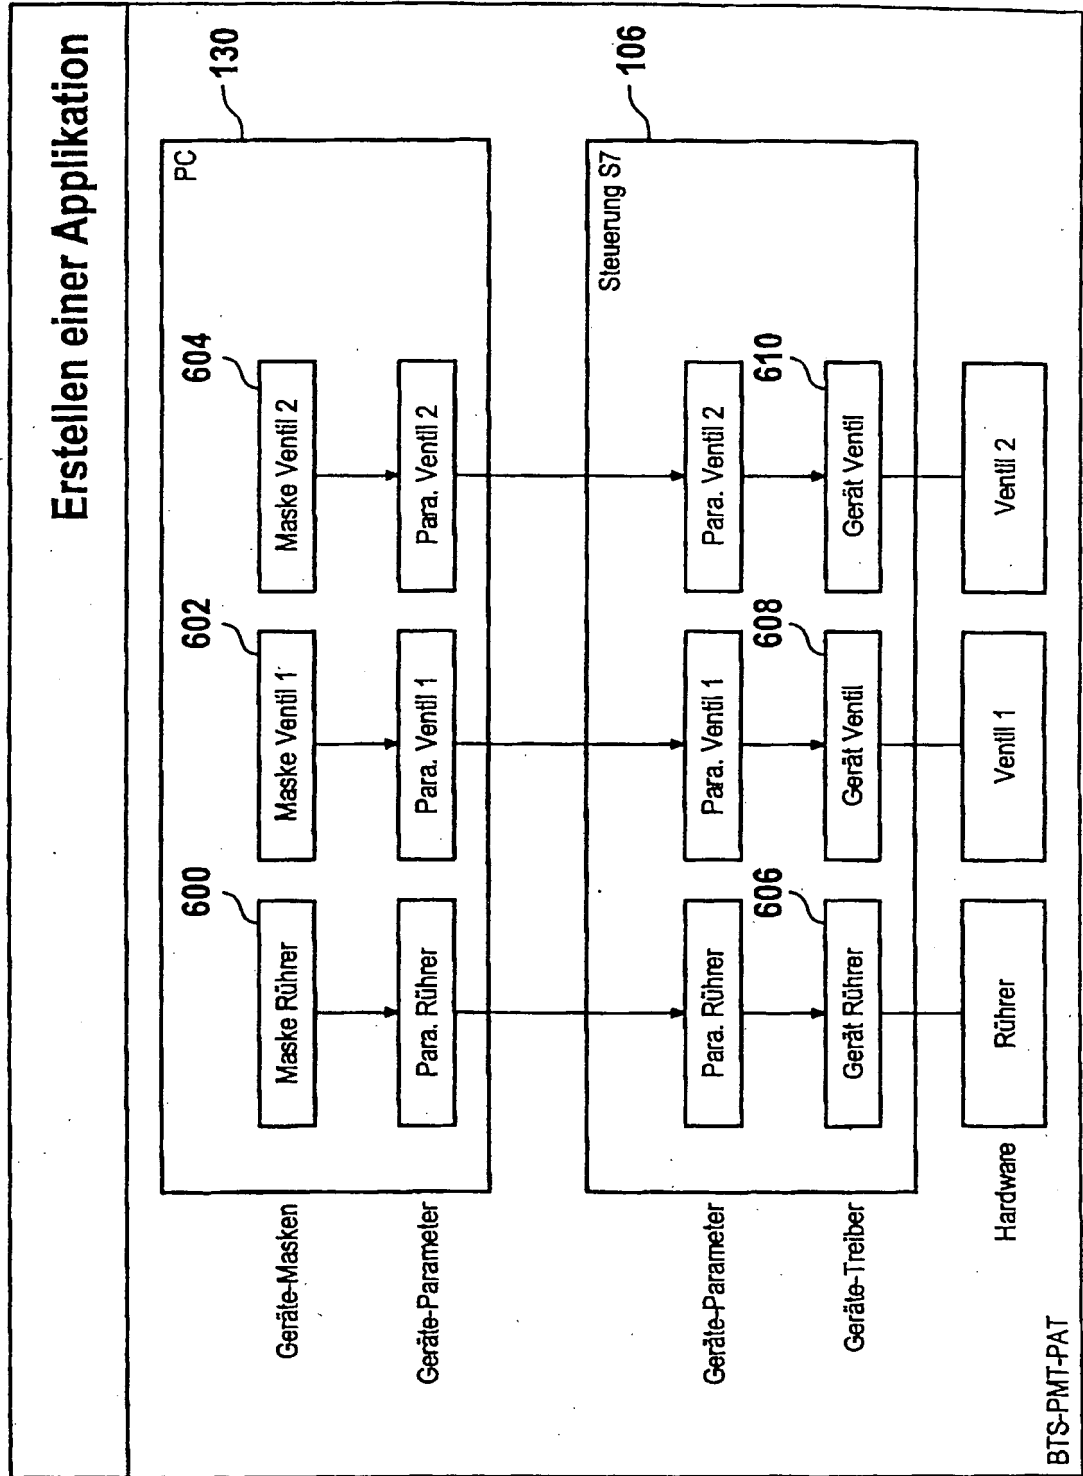 Erstellen einer Applikation
130
PC
600
602
604
Geräte-Masken
Maske Rührer
Maske Ventil 1
Maske Ventil 2
Geräte-Parameter
Para. Rührer
Para. Ventil 1
Para. Ventil 2
106
Steuerung S7
Geräte-Parameter
Para. Rührer
Para. Ventil 1
Para. Ventil 2
606
608
610
Geräte-Treiber
Gerät Rührer
Gerät Ventil
Gerät Ventil
Hardware
Rührer
Ventil 1
Ventil 2
BTS-PMT-PAT